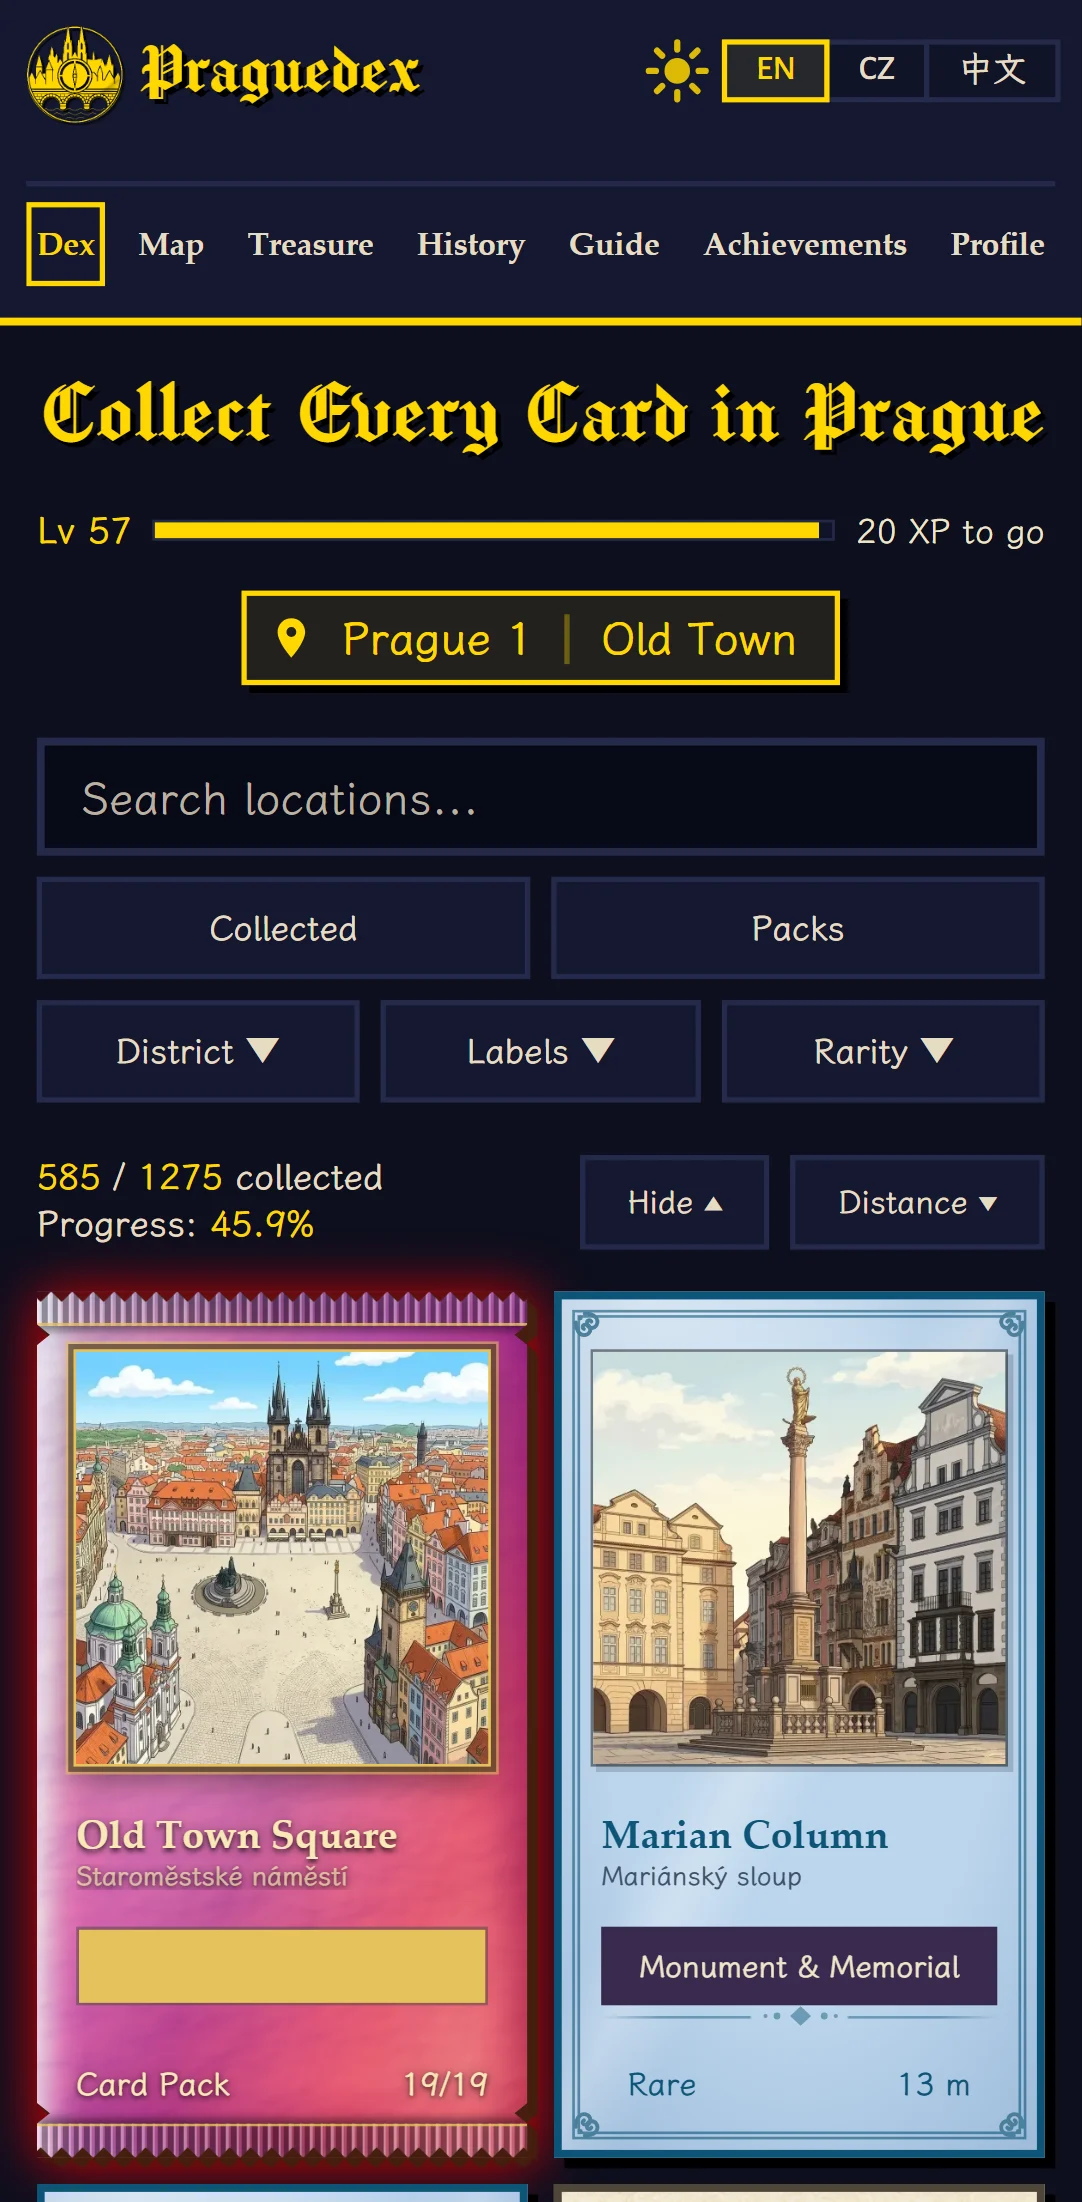 Praguedex
EN CZ 中文
Dex Map Treasure History Guide Achievements Profile
Collect Every Card in Prague
Lv 57 20 XP to go
Prague 1 Old Town
Search locations...
Collected Packs
District ▼ Labels ▼ Rarity ▼
585 / 1275 collected
Progress: 45.9%
Hide ▲ Distance ▼
Old Town Square
Staroměstské náměstí
Card Pack 19/19
Marian Column
Mariánský sloup
Monument & Memorial
Rare 13 m